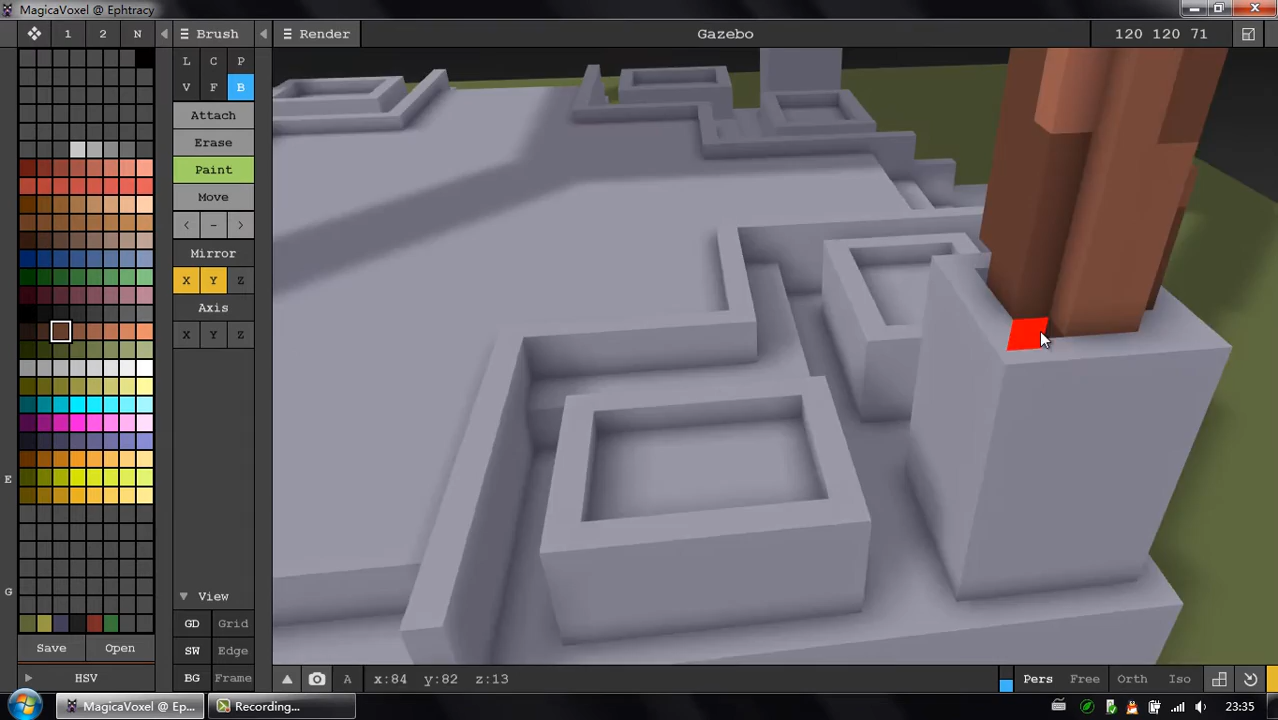 MagicaVoxel @ Ephtracy
1 2 N
Brush
Render
Gazebo
120 120 71
L C P
V F B
Attach
Erase
Paint
Move
< - >
Mirror
X Y Z
Axis
X Y Z
E
G
View
GD Grid
SW Edge
BG Frame
Save Open
HSV
A
x:84 y:82 z:13
Pers Free Orth Iso
MagicaVoxel @ Ep...
Recording...
23:35